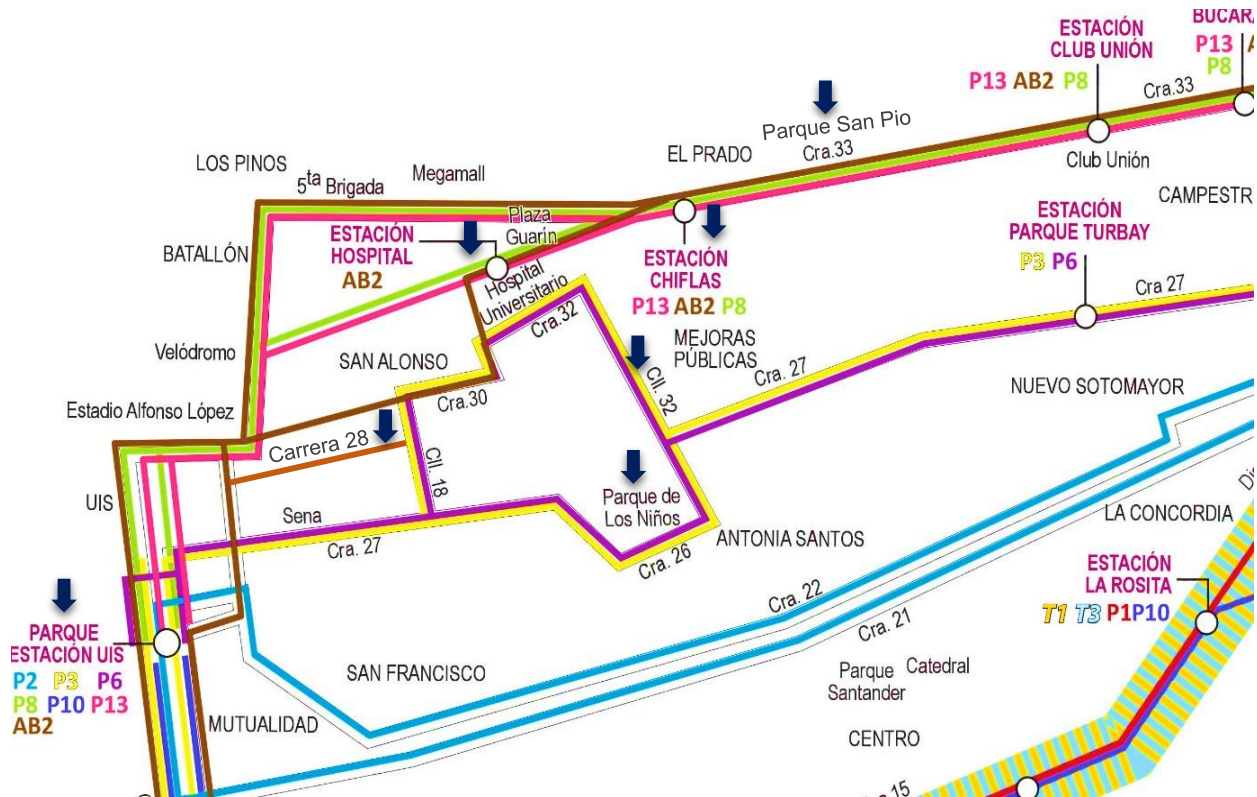 BUCARA
P13 A
P8
ESTACIÓN
CLUB UNIÓN
P13 AB2 P8
Cra.33
Parque San Pio
Cra.33
Club Unión
EL PRADO
LOS PINOS
5ta Brigada
Megamall
CAMPESTR
Plaza
Guarín
ESTACIÓN
HOSPITAL
AB2
BATALLÓN
ESTACIÓN
CHIFLAS
P13 AB2 P8
ESTACIÓN
PARQUE TURBAY
P3 P6
Hospital
Universitario
Cra.32
Cra 27
Velódromo
SAN ALONSO
MEJORAS
PÚBLICAS
Cll. 32
Cra. 27
NUEVO SOTOMAYOR
Cra.30
Estadio Alfonso López
Carrera 28
Cll. 18
UIS
Sena
Cra. 27
Parque de
Los Niños
Cra. 26
ANTONIA SANTOS
LA CONCORDIA
ESTACIÓN
LA ROSITA
T1 T3 P1 P10
Cra. 22
Cra. 21
PARQUE
ESTACIÓN UIS
P2 P3 P6
P8 P10 P13
AB2
SAN FRANCISCO
MUTUALIDAD
Parque
Santander
Catedral
CENTRO
15